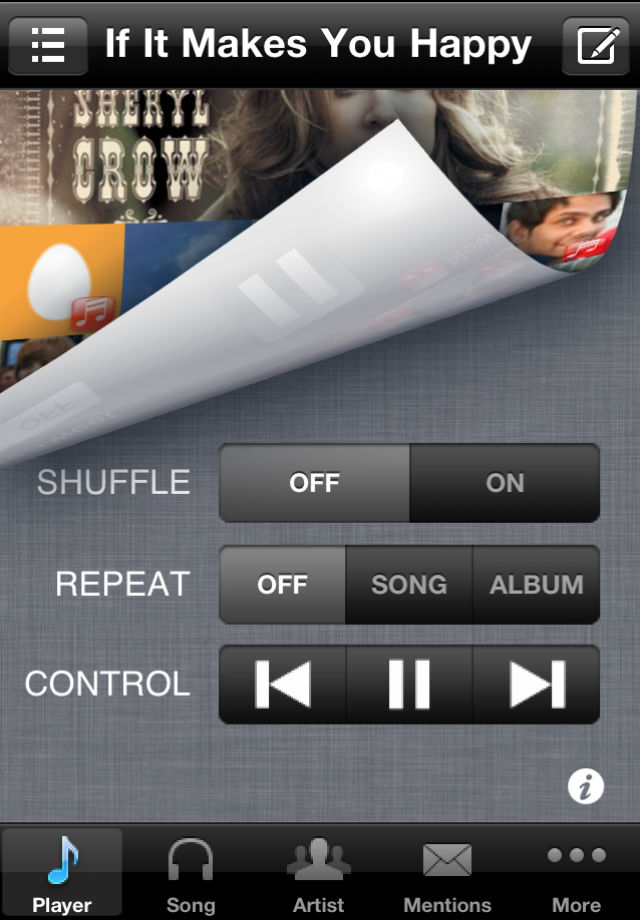 If It Makes You Happy
SHERYL
CROW
OFF
SHUFFLE OFF ON
REPEAT OFF SONG ALBUM
CONTROL
i
Player Song Artist Mentions More